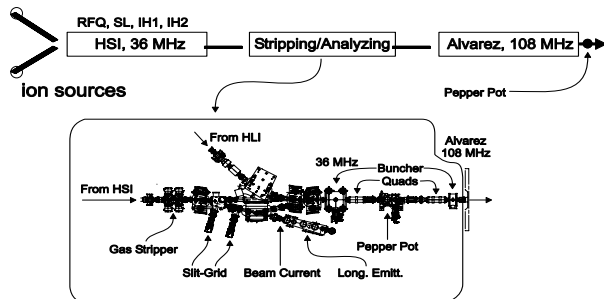 RFQ, SL, IH1, IH2
HSI, 36 MHz
Stripping/Analyzing
Alvarez, 108 MHz
ion sources
Pepper Pot
From HLI
Alvarez
108 MHz
36 MHz
Buncher
Quads
From HSI
Gas Stripper
Pepper Pot
Slit-Grid
Beam Current
Long. Emitt.